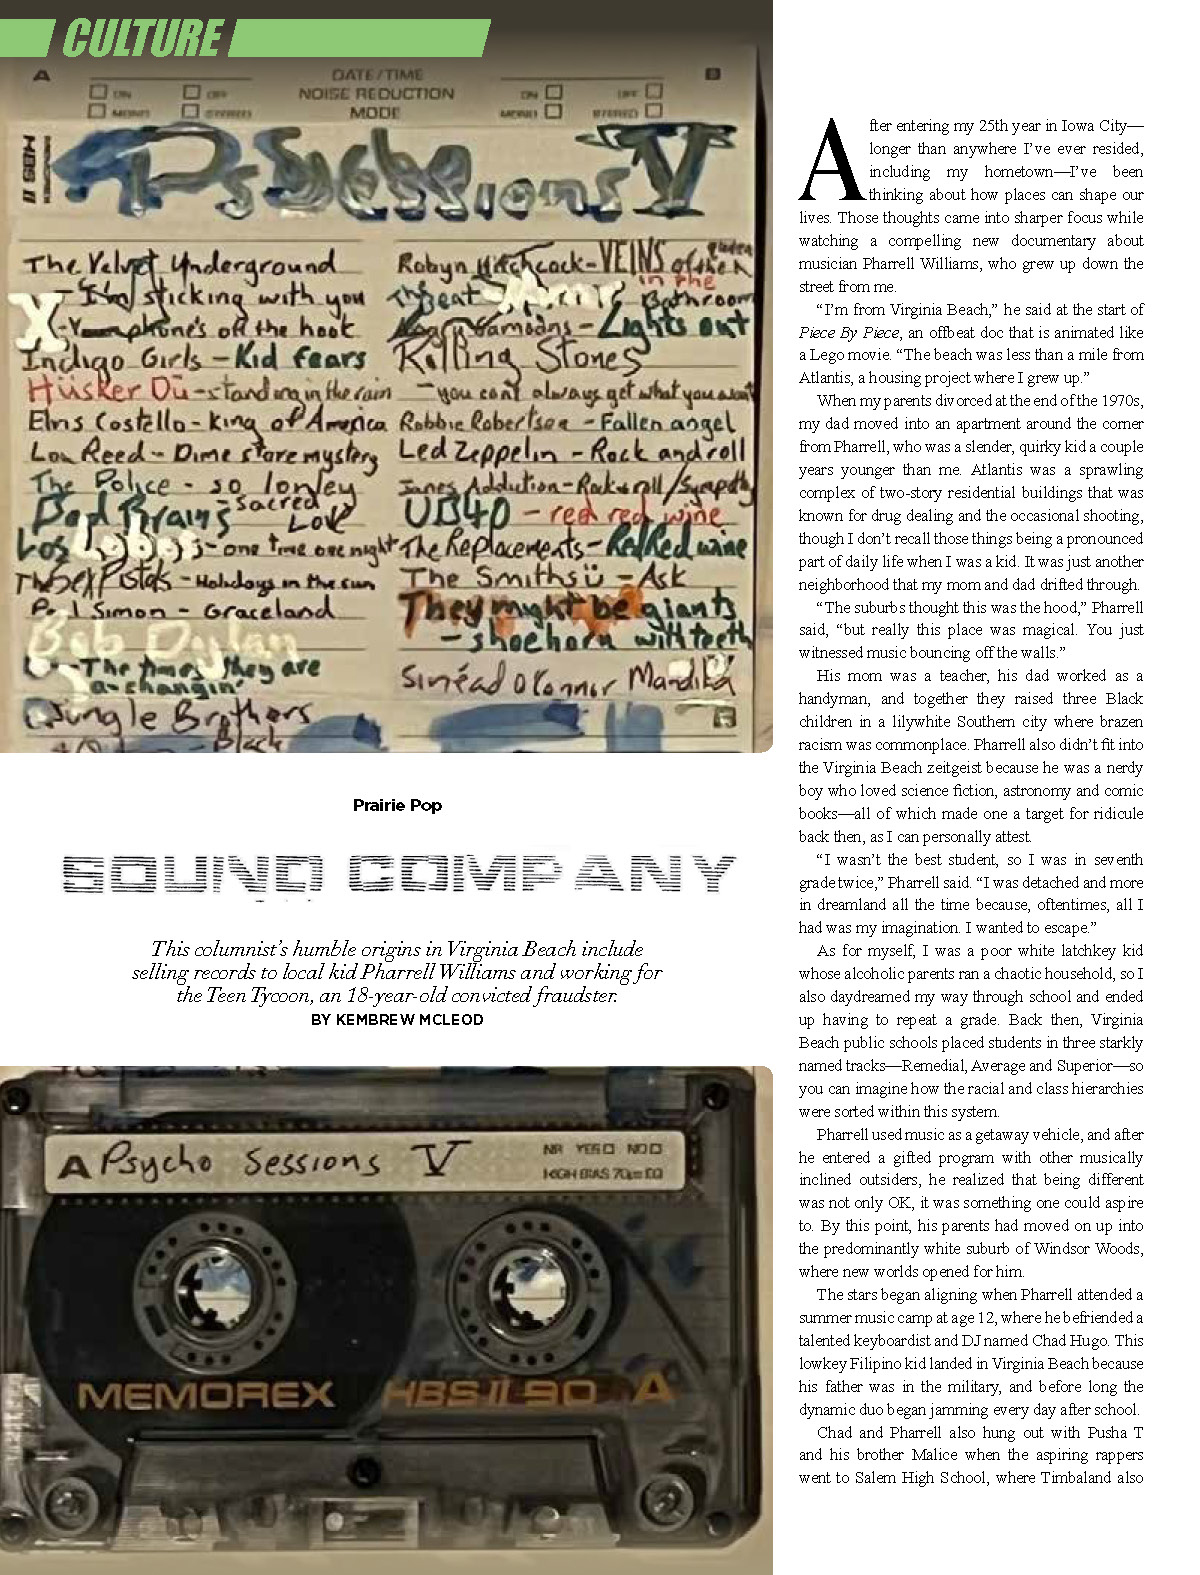 CULTURE
A
DATE/TIME
B
ON
OFF
NOISE REDUCTION
ON
OFF
MONO
STEREO
MODE
MONO
STEREO
HBS II
Sessions V
The Velvet Underground
- I'm sticking with you
- phone's off the hook
Indigo Girls - Kid fears
Hüsker Dü - standing in the rain
Elvis Costello - King of America
Lou Reed - Dime store mystery
The Police - so lonley
Bad Brains - Sacred
Love
Los Lobos - one time one night
The Sex Pistols - Holidays in the sun
Paul Simon - Graceland
Bob Dylan
- The times they are
a-changin'
Jungle Brothers
- Black
Robyn Hitchcock - VEINS of the
Queen
in the
Bathroom
- Lights out
Rolling Stones
- you can't always get what you want
Robbie Robertson - Fallen angel
Led Zeppelin - Rock and roll
Janes Addiction - Rock & roll / Sympathy
UB40 - red red wine
The Replacements - Red Red wine
The Smiths ü - Ask
They might be giants
- shoehorn with teeth
Sinéad O'Connor Mandika
B
Prairie Pop
SOUND COMPANY
This columnist’s humble origins in Virginia Beach include
selling records to local kid Pharrell Williams and working for
the Teen Tycoon, an 18-year-old convicted fraudster.
BY KEMBREW MCLEOD
A Psycho Sessions V
NR YES NO
HIGH BIAS 70µs EQ
MEMOREX HBS II 90 A
After entering my 25th year in Iowa City—
longer than anywhere I’ve ever resided,
including my hometown—I’ve been
thinking about how places can shape our
lives. Those thoughts came into sharper focus while
watching a compelling new documentary about
musician Pharrell Williams, who grew up down the
street from me.
“I’m from Virginia Beach,” he said at the start of
Piece By Piece, an offbeat doc that is animated like
a Lego movie. “The beach was less than a mile from
Atlantis, a housing project where I grew up.”
When my parents divorced at the end of the 1970s,
my dad moved into an apartment around the corner
from Pharrell, who was a slender, quirky kid a couple
years younger than me. Atlantis was a sprawling
complex of two-story residential buildings that was
known for drug dealing and the occasional shooting,
though I don’t recall those things being a pronounced
part of daily life when I was a kid. It was just another
neighborhood that my mom and dad drifted through.
“The suburbs thought this was the hood,” Pharrell
said, “but really this place was magical. You just
witnessed music bouncing off the walls.”
His mom was a teacher, his dad worked as a
handyman, and together they raised three Black
children in a lilywhite Southern city where brazen
racism was commonplace. Pharrell also didn’t fit into
the Virginia Beach zeitgeist because he was a nerdy
boy who loved science fiction, astronomy and comic
books—all of which made one a target for ridicule
back then, as I can personally attest.
“I wasn’t the best student, so I was in seventh
grade twice,” Pharrell said. “I was detached and more
in dreamland all the time because, oftentimes, all I
had was my imagination. I wanted to escape.”
As for myself, I was a poor white latchkey kid
whose alcoholic parents ran a chaotic household, so I
also daydreamed my way through school and ended
up having to repeat a grade. Back then, Virginia
Beach public schools placed students in three starkly
named tracks—Remedial, Average and Superior—so
you can imagine how the racial and class hierarchies
were sorted within this system.
Pharrell used music as a getaway vehicle, and after
he entered a gifted program with other musically
inclined outsiders, he realized that being different
was not only OK, it was something one could aspire
to. By this point, his parents had moved on up into
the predominantly white suburb of Windsor Woods,
where new worlds opened for him.
The stars began aligning when Pharrell attended a
summer music camp at age 12, where he befriended a
talented keyboardist and DJ named Chad Hugo. This
lowkey Filipino kid landed in Virginia Beach because
his father was in the military, and before long the
dynamic duo began jamming every day after school.
Chad and Pharrell also hung out with Pusha T
and his brother Malice when the aspiring rappers
went to Salem High School, where Timbaland also